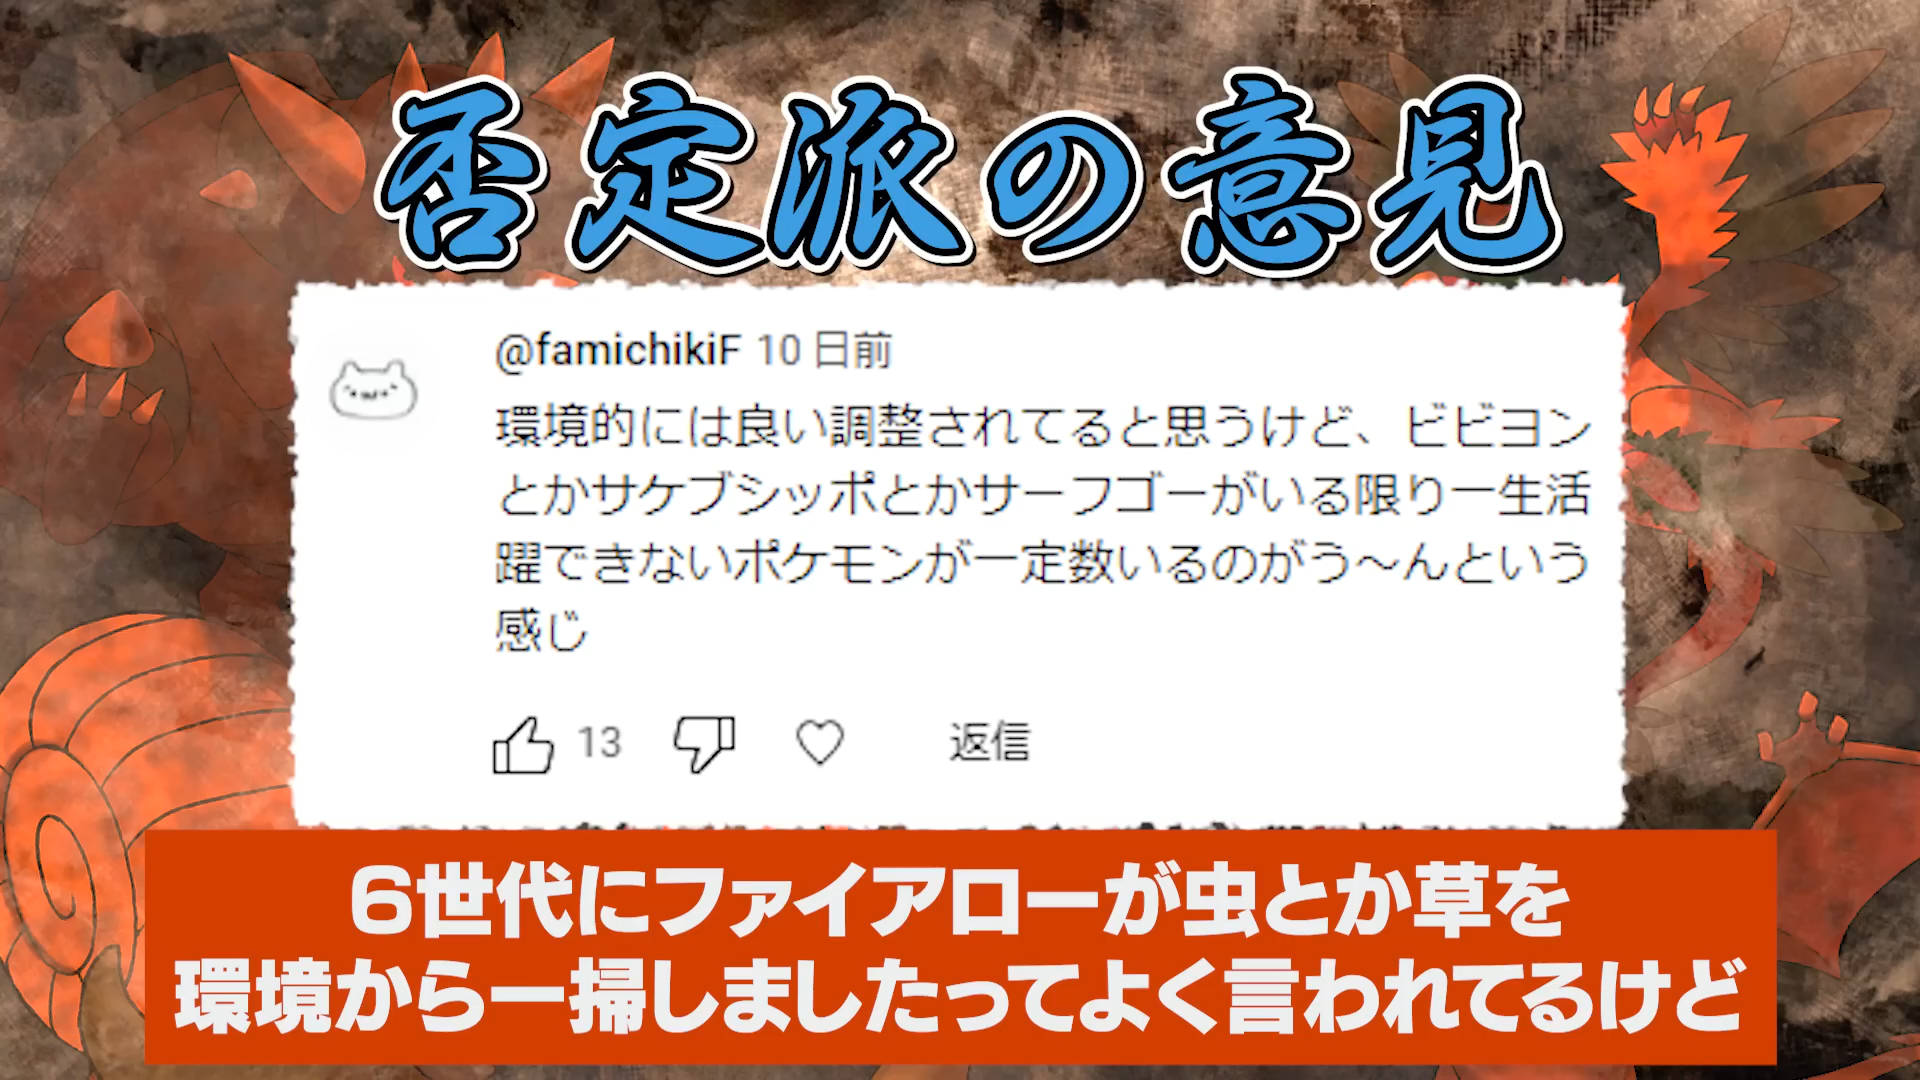 否定派の意見
@famichikiF 10 日前
環境的には良い調整されてると思うけど、ビビヨン
とかサケブシッポとかサーフゴーがいる限り一生活
躍できないポケモンが一定数いるのがう～んという
感じ
13 返信
6世代にファイアローが虫とか草を
環境から一掃しましたってよく言われてるけど